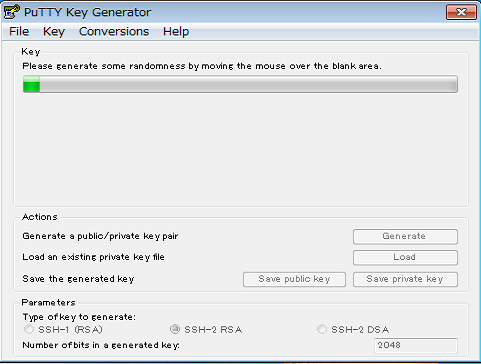 PuTTY Key Generator
File Key Conversions Help
Key
Please generate some randomness by moving the mouse over the blank area.
Actions
Generate a public/private key pair Generate
Load an existing private key file Load
Save the generated key Save public key Save private key
Parameters
Type of key to generate:
SSH-1 (RSA) SSH-2 RSA SSH-2 DSA
Number of bits in a generated key: 2048